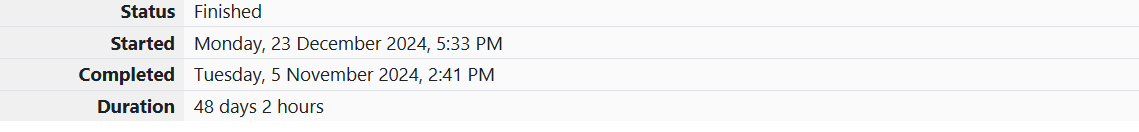 Status Finished
Started Monday, 23 December 2024, 5:33 PM
Completed Tuesday, 5 November 2024, 2:41 PM
Duration 48 days 2 hours